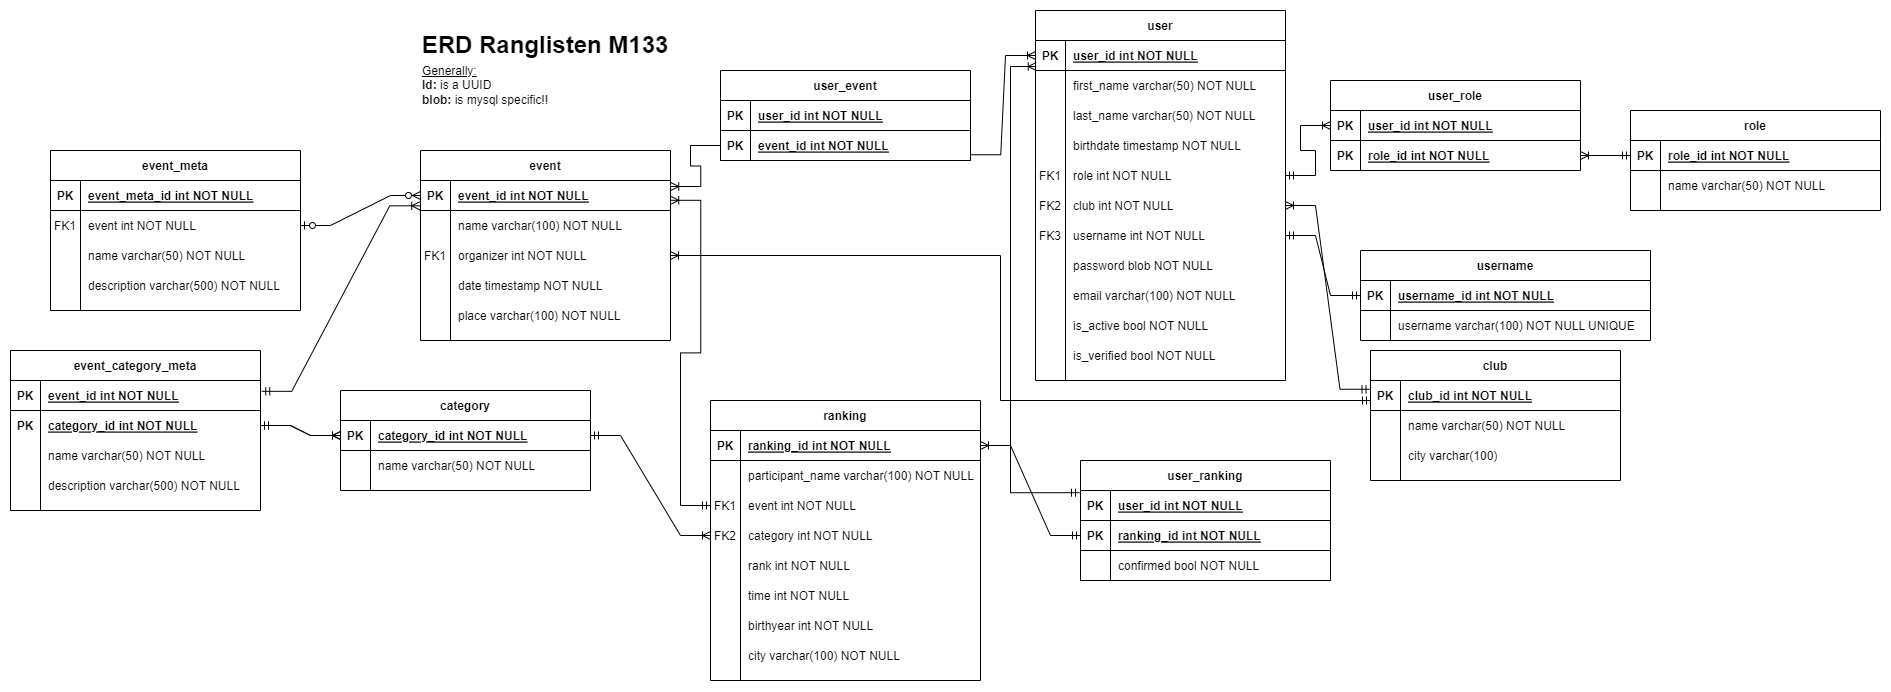 ERD Ranglisten M133
Generally:
Id: is a UUID
blob: is mysql specific!!
event_meta
PK event_meta_id int NOT NULL
FK1 event int NOT NULL
name varchar(50) NOT NULL
description varchar(500) NOT NULL
event
PK event_id int NOT NULL
name varchar(100) NOT NULL
FK1 organizer int NOT NULL
date timestamp NOT NULL
place varchar(100) NOT NULL
user_event
PK user_id int NOT NULL
PK event_id int NOT NULL
user
PK user_id int NOT NULL
first_name varchar(50) NOT NULL
last_name varchar(50) NOT NULL
birthdate timestamp NOT NULL
FK1 role int NOT NULL
FK2 club int NOT NULL
FK3 username int NOT NULL
password blob NOT NULL
email varchar(100) NOT NULL
is_active bool NOT NULL
is_verified bool NOT NULL
user_role
PK user_id int NOT NULL
PK role_id int NOT NULL
role
PK role_id int NOT NULL
name varchar(50) NOT NULL
username
PK username_id int NOT NULL
username varchar(100) NOT NULL UNIQUE
club
PK club_id int NOT NULL
name varchar(50) NOT NULL
city varchar(100)
event_category_meta
PK event_id int NOT NULL
PK category_id int NOT NULL
name varchar(50) NOT NULL
description varchar(500) NOT NULL
category
PK category_id int NOT NULL
name varchar(50) NOT NULL
ranking
PK ranking_id int NOT NULL
participant_name varchar(100) NOT NULL
FK1 event int NOT NULL
FK2 category int NOT NULL
rank int NOT NULL
time int NOT NULL
birthyear int NOT NULL
city varchar(100) NOT NULL
user_ranking
PK user_id int NOT NULL
PK ranking_id int NOT NULL
confirmed bool NOT NULL